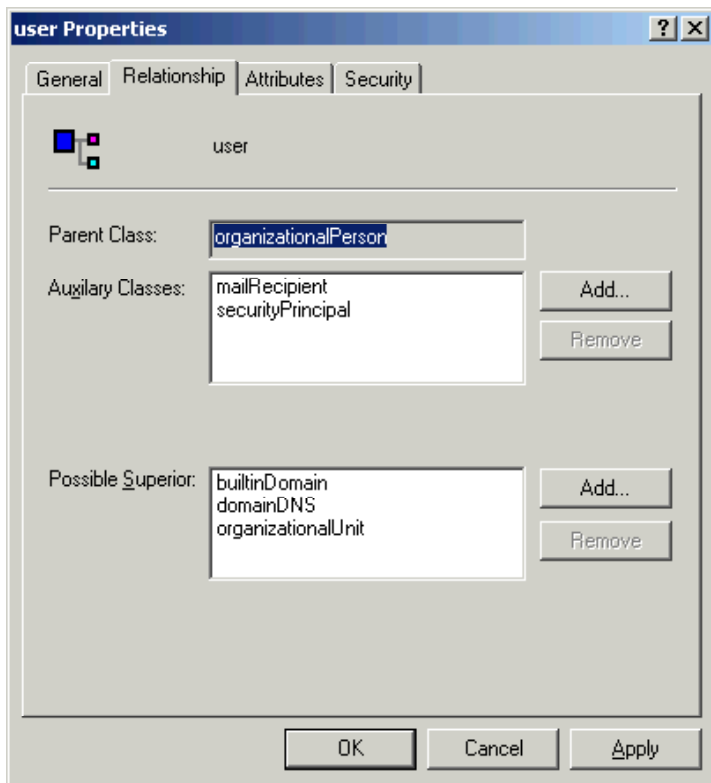 user Properties
General Relationship Attributes Security
user
Parent Class: organizationalPerson
Auxilary Classes: mailRecipient Add...
securityPrincipal
Remove
Possible Superior: builtinDomain Add...
domainDNS
organizationalUnit
Remove
OK Cancel Apply